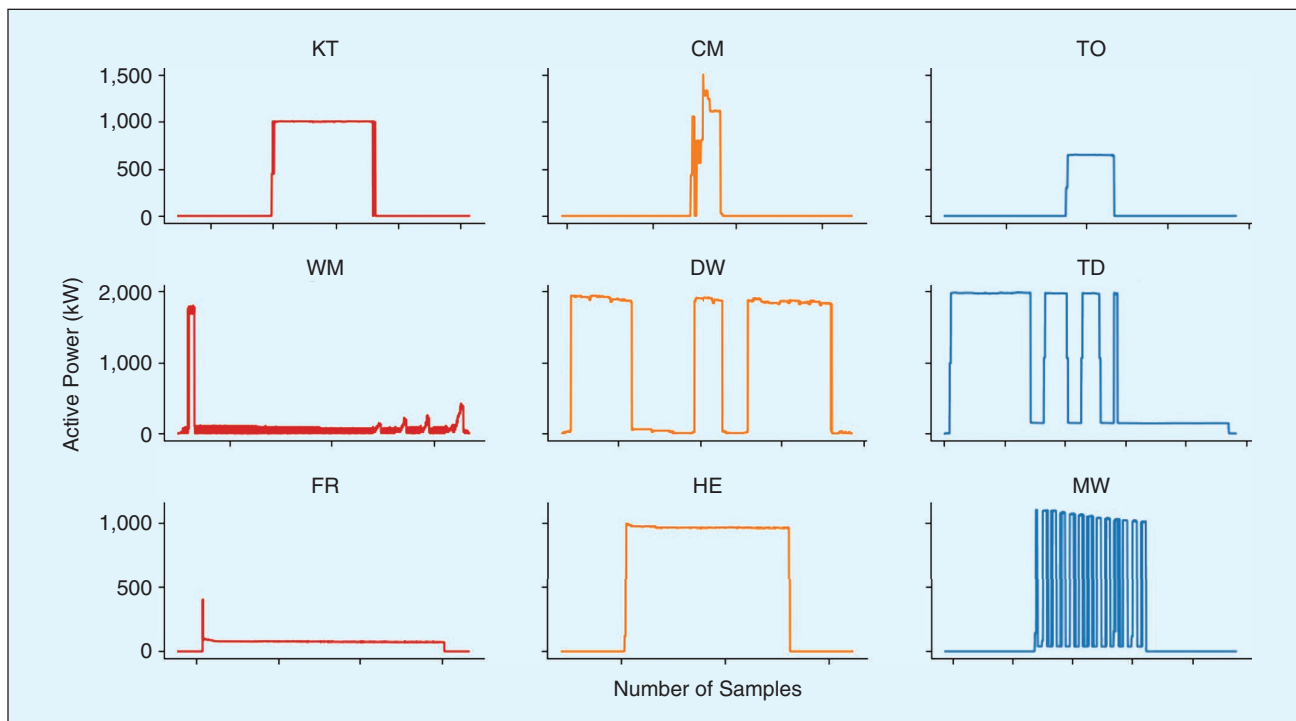 KT
CM
TO
1,500
1,000
500
0
WM
DW
TD
2,000
1,000
0
Active Power (kW)
FR
HE
MW
1,000
500
0
Number of Samples